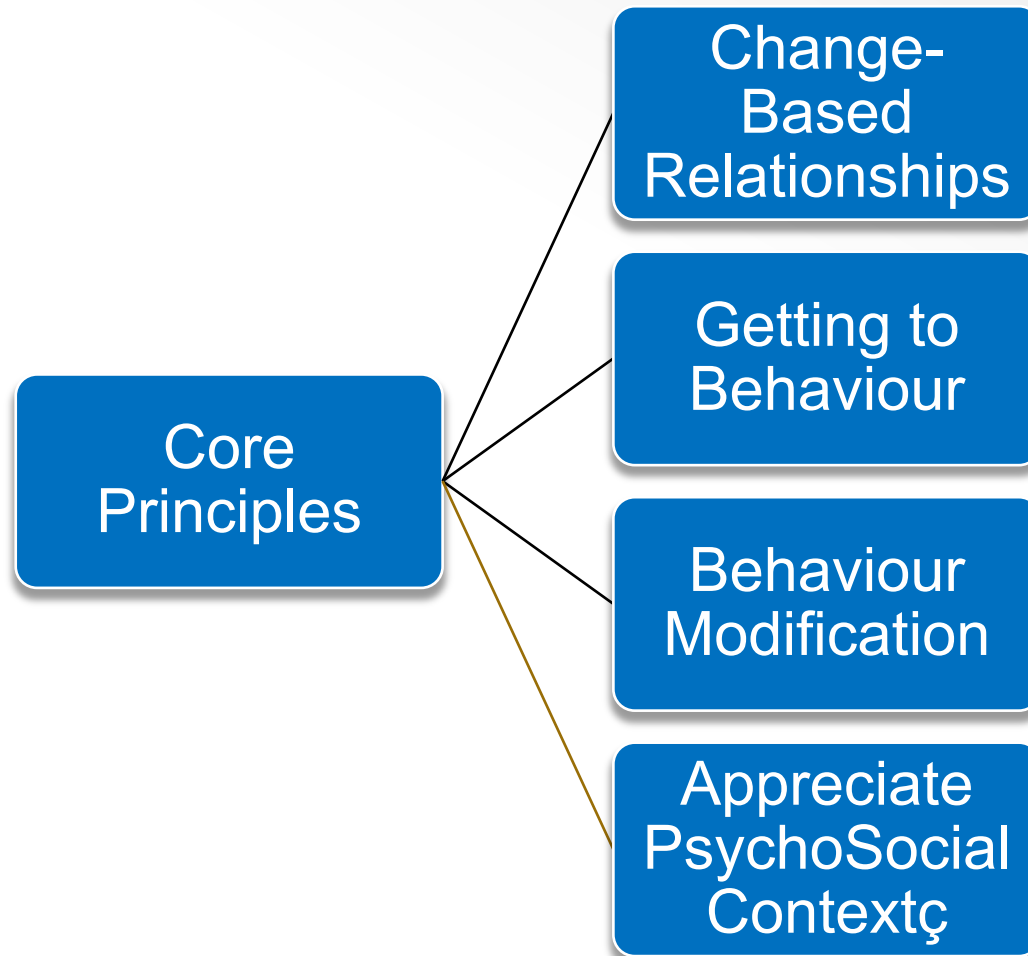 Change-
Based
Relationships
Getting to
Behaviour
Core
Principles
Behaviour
Modification
Appreciate
PsychoSocial
Contextç